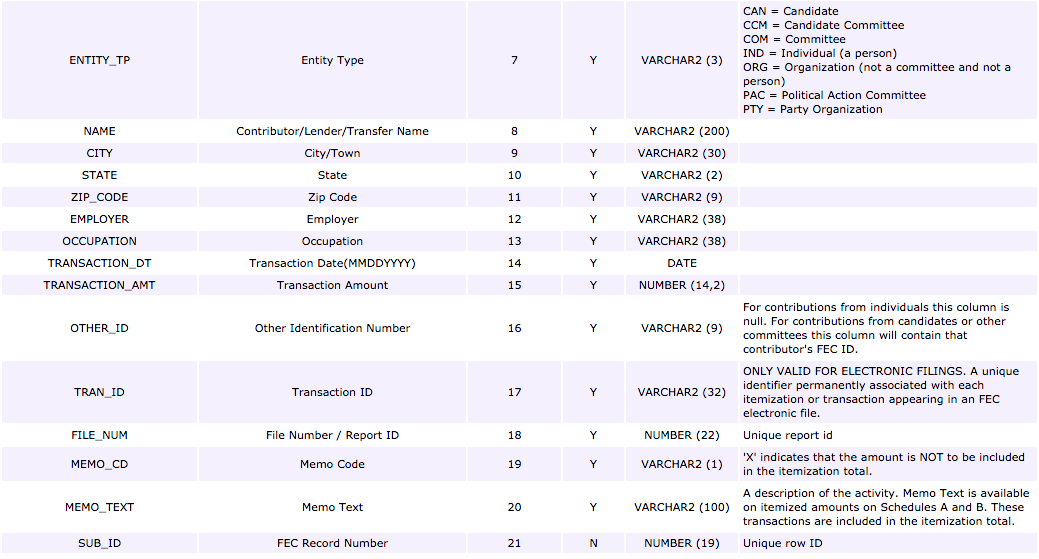 CAN = Candidate
CCM = Candidate Committee
COM = Committee
ENTITY_TP Entity Type 7 Y VARCHAR2 (3) IND = Individual (a person)
ORG = Organization (not a committee and not a
person)
PAC = Political Action Committee
PTY = Party Organization
NAME Contributor/Lender/Transfer Name 8 Y VARCHAR2 (200)
CITY City/Town 9 Y VARCHAR2 (30)
STATE State 10 Y VARCHAR2 (2)
ZIP_CODE Zip Code 11 Y VARCHAR2 (9)
EMPLOYER Employer 12 Y VARCHAR2 (38)
OCCUPATION Occupation 13 Y VARCHAR2 (38)
TRANSACTION_DT Transaction Date(MMDDYYYY) 14 Y DATE
TRANSACTION_AMT Transaction Amount 15 Y NUMBER (14,2)
For contributions from individuals this column is
OTHER_ID Other Identification Number 16 Y VARCHAR2 (9) null. For contributions from candidates or other
committees this column will contain that
contributor's FEC ID.
ONLY VALID FOR ELECTRONIC FILINGS. A unique
TRAN_ID Transaction ID 17 Y VARCHAR2 (32) identifier permanently associated with each
itemization or transaction appearing in an FEC
electronic file.
FILE_NUM File Number / Report ID 18 Y NUMBER (22) Unique report id
MEMO_CD Memo Code 19 Y VARCHAR2 (1) 'X' indicates that the amount is NOT to be included
in the itemization total.
A description of the activity. Memo Text is available
MEMO_TEXT Memo Text 20 Y VARCHAR2 (100) on itemized amounts on Schedules A and B. These
transactions are included in the itemization total.
SUB_ID FEC Record Number 21 N NUMBER (19) Unique row ID